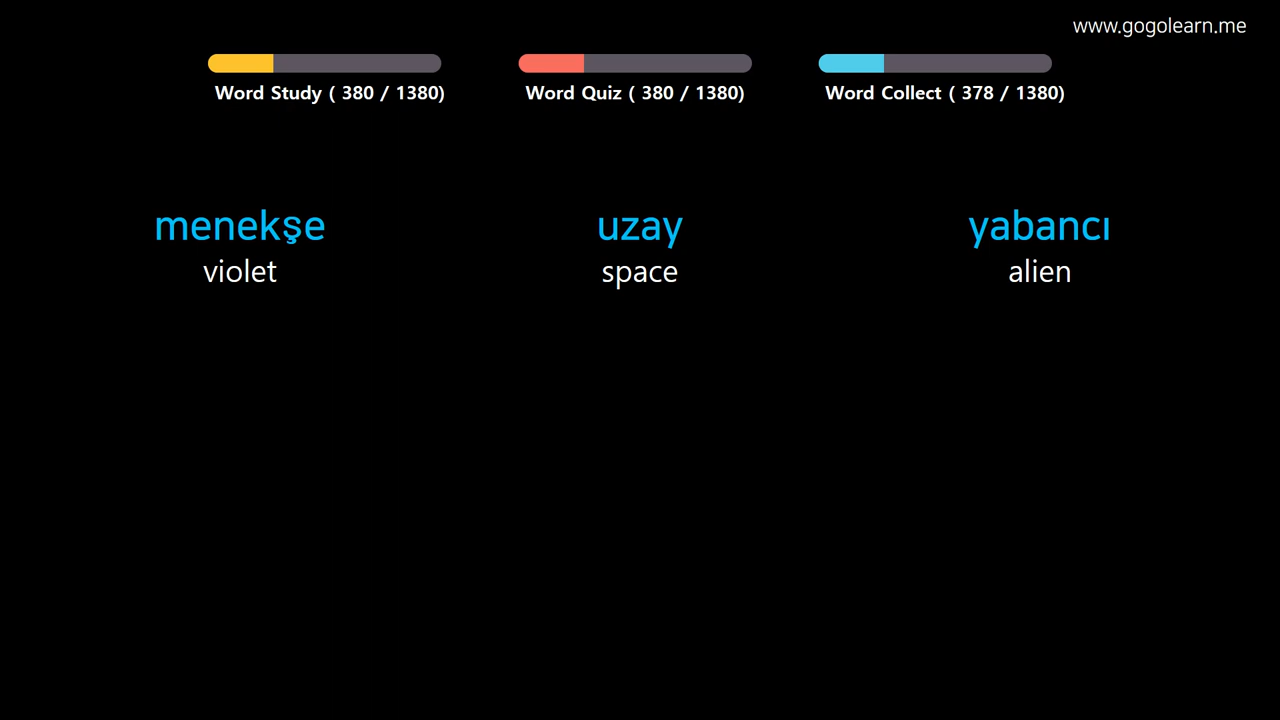 www.gogolearn.me
Word Study ( 380 / 1380)
Word Quiz ( 380 / 1380)
Word Collect ( 378 / 1380)
menekşe
violet
uzay
space
yabancı
alien